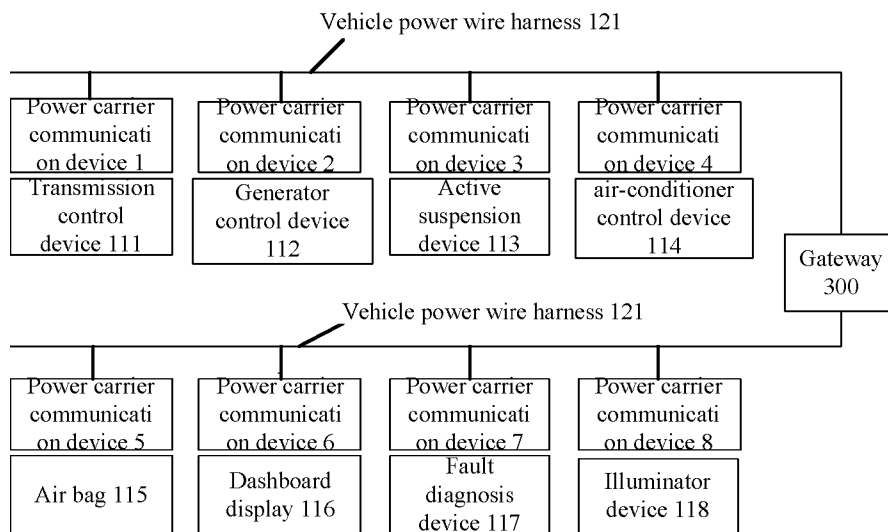 Vehicle power wire harness 121
Power carrier
communicati
on device 1
Power carrier
communicati
on device 2
Power carrier
communicati
on device 3
Power carrier
communicati
on device 4
Transmission
control
device 111
Generator
control device
112
Active
suspension
device 113
air-conditioner
control device
114
Gateway
300
Vehicle power wire harness 121
Power carrier
communicati
on device 5
Power carrier
communicati
on device 6
Power carrier
communicati
on device 7
Power carrier
communicati
on device 8
Air bag 115
Dashboard
display 116
Fault
diagnosis
device 117
Illuminator
device 118